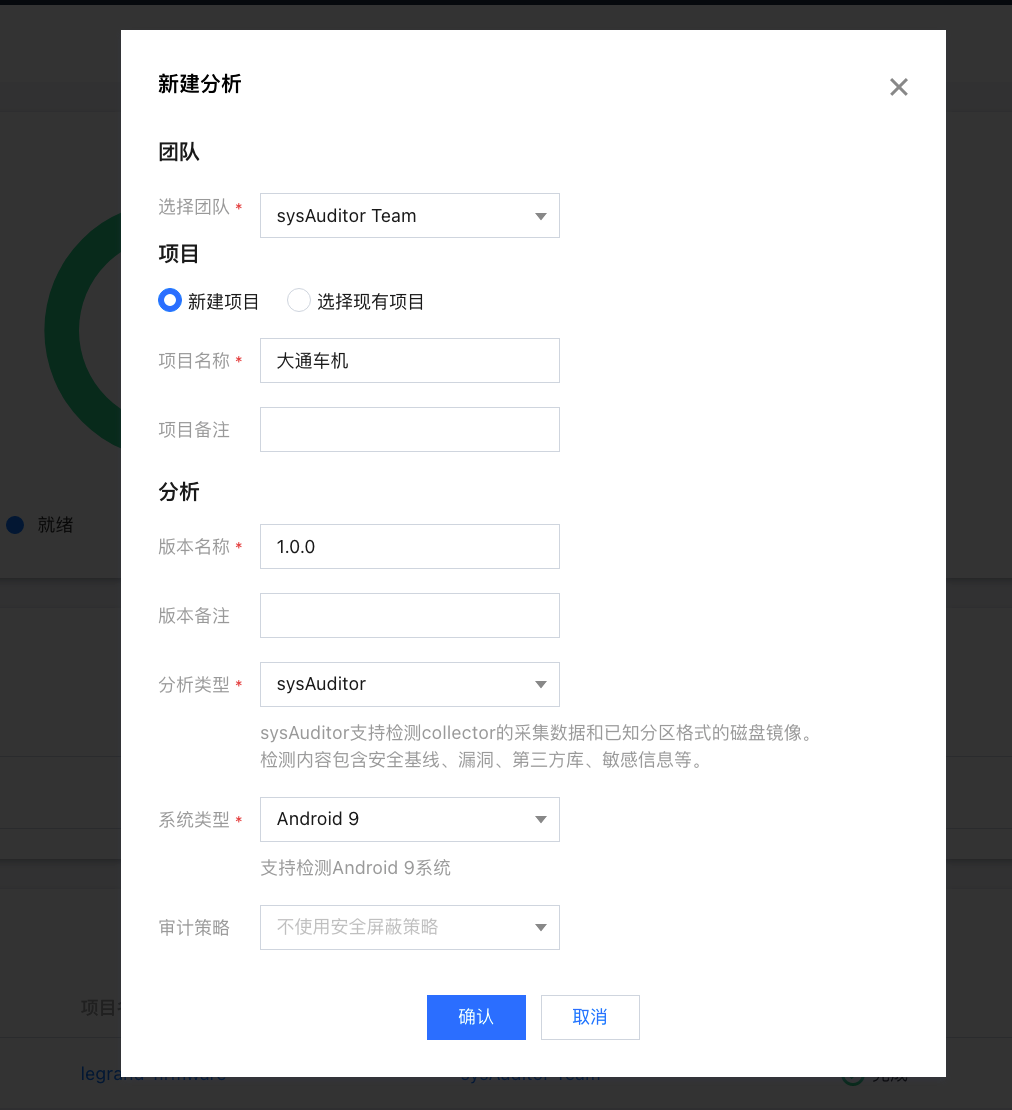 新建分析
团队
选择团队 * sysAuditor Team
项目
新建项目 选择现有项目
项目名称 * 大通车机
项目备注
就绪
分析
版本名称 * 1.0.0
版本备注
分析类型 * sysAuditor
sysAuditor支持检测collector的采集数据和已知分区格式的磁盘镜像。
检测内容包含安全基线、漏洞、第三方库、敏感信息等。
系统类型 * Android 9
支持检测Android 9系统
审计策略 不使用安全屏蔽策略
项目
确认 取消